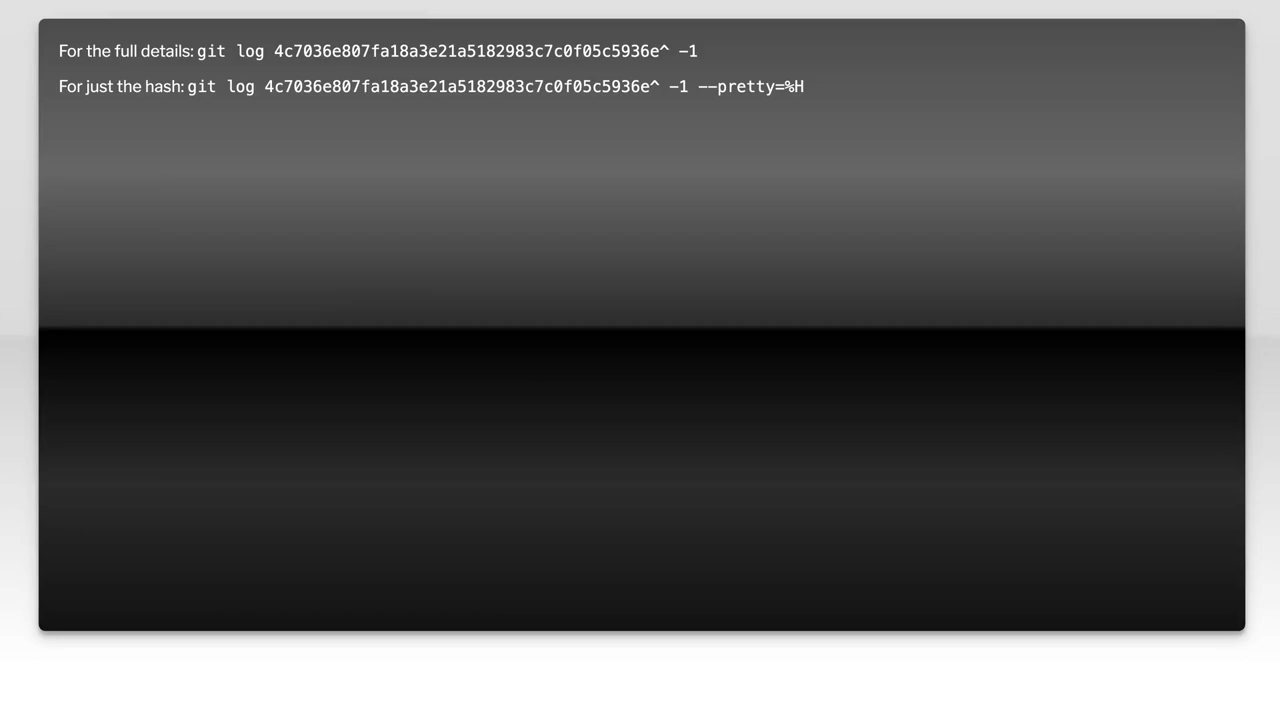 For the full details: git log 4c7036e807fa18a3e21a5182983c7c0f05c5936e^ -1
For just the hash: git log 4c7036e807fa18a3e21a5182983c7c0f05c5936e^ -1 --pretty=%H